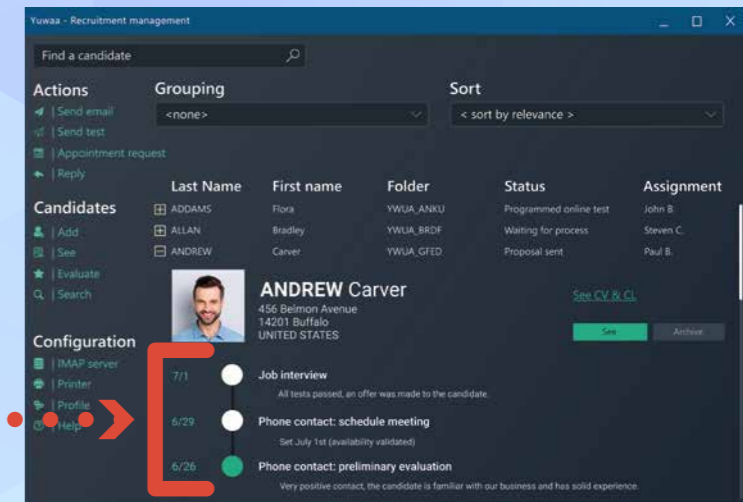 Yuwaa - Recruitment management
Find a candidate
Actions
| Send email
| Send test
| Appointment request
| Reply
Candidates
| Add
| See
| Evaluate
| Search
Configuration
| IMAP server
| Printer
| Profile
| Help
Grouping
<none>
Sort
< sort by relevance >
Last Name First name Folder Status Assignment
ADDAMS Flora YWUA_ANKU Programmed online test John B.
ALLAN Bradley YWUA_BRDF Waiting for process Steven C.
ANDREW Carver YWUA_GFED Proposal sent Paul B.
ANDREW Carver
456 Belmon Avenue
14201 Buffalo
UNITED STATES
See CV & CL
See
Archive
7/1 Job interview
All tests passed, an offer was made to the candidate.
6/29 Phone contact: schedule meeting
Set July 1st (availability validated)
6/26 Phone contact: preliminary evaluation
Very positive contact, the candidate is familiar with our business and has solid experience.